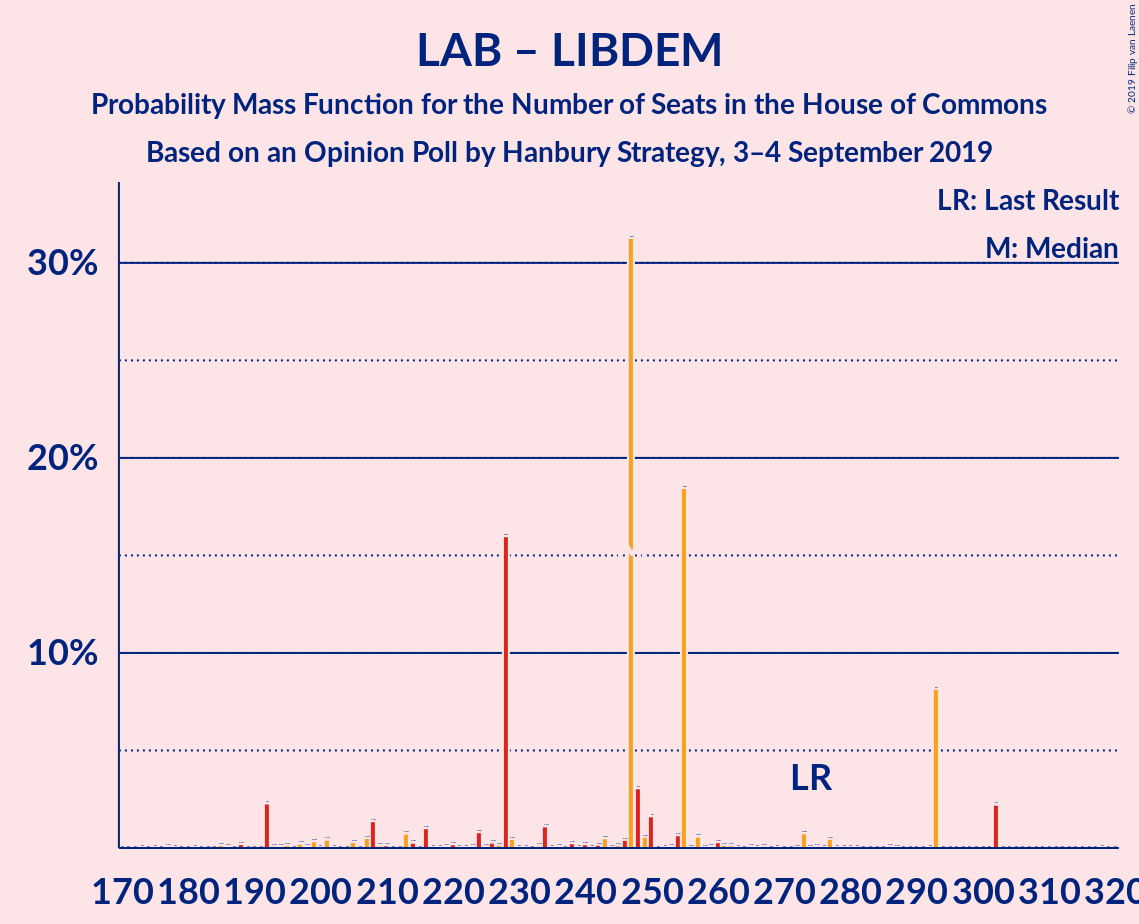 LAB – LIBDEM
Probability Mass Function for the Number of Seats in the House of Commons
Based on an Opinion Poll by Hanbury Strategy, 3–4 September 2019
© 2019 Filip van Laenen
LR: Last Result
M: Median
30%
20%
10%
LR
170 180 190 200 210 220 230 240 250 260 270 280 290 300 310 320